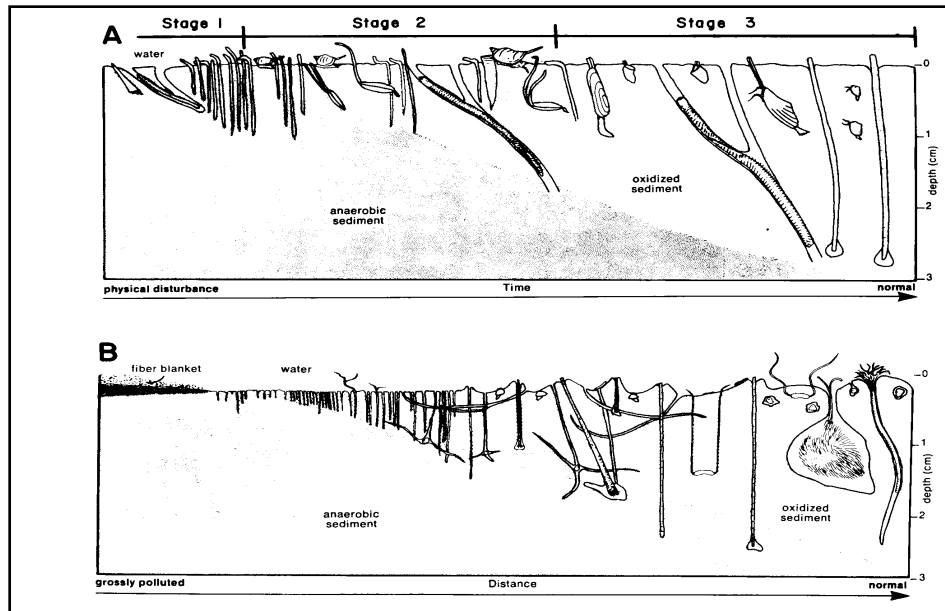 Stage 1 Stage 2 Stage 3
A
water
0
1
2
3
depth (cm)
oxidized
sediment
anaerobic
sediment
physical disturbance Time normal
B
fiber blanket water
0
1
2
3
depth (cm)
anaerobic
sediment
oxidized
sediment
grossly polluted Distance normal